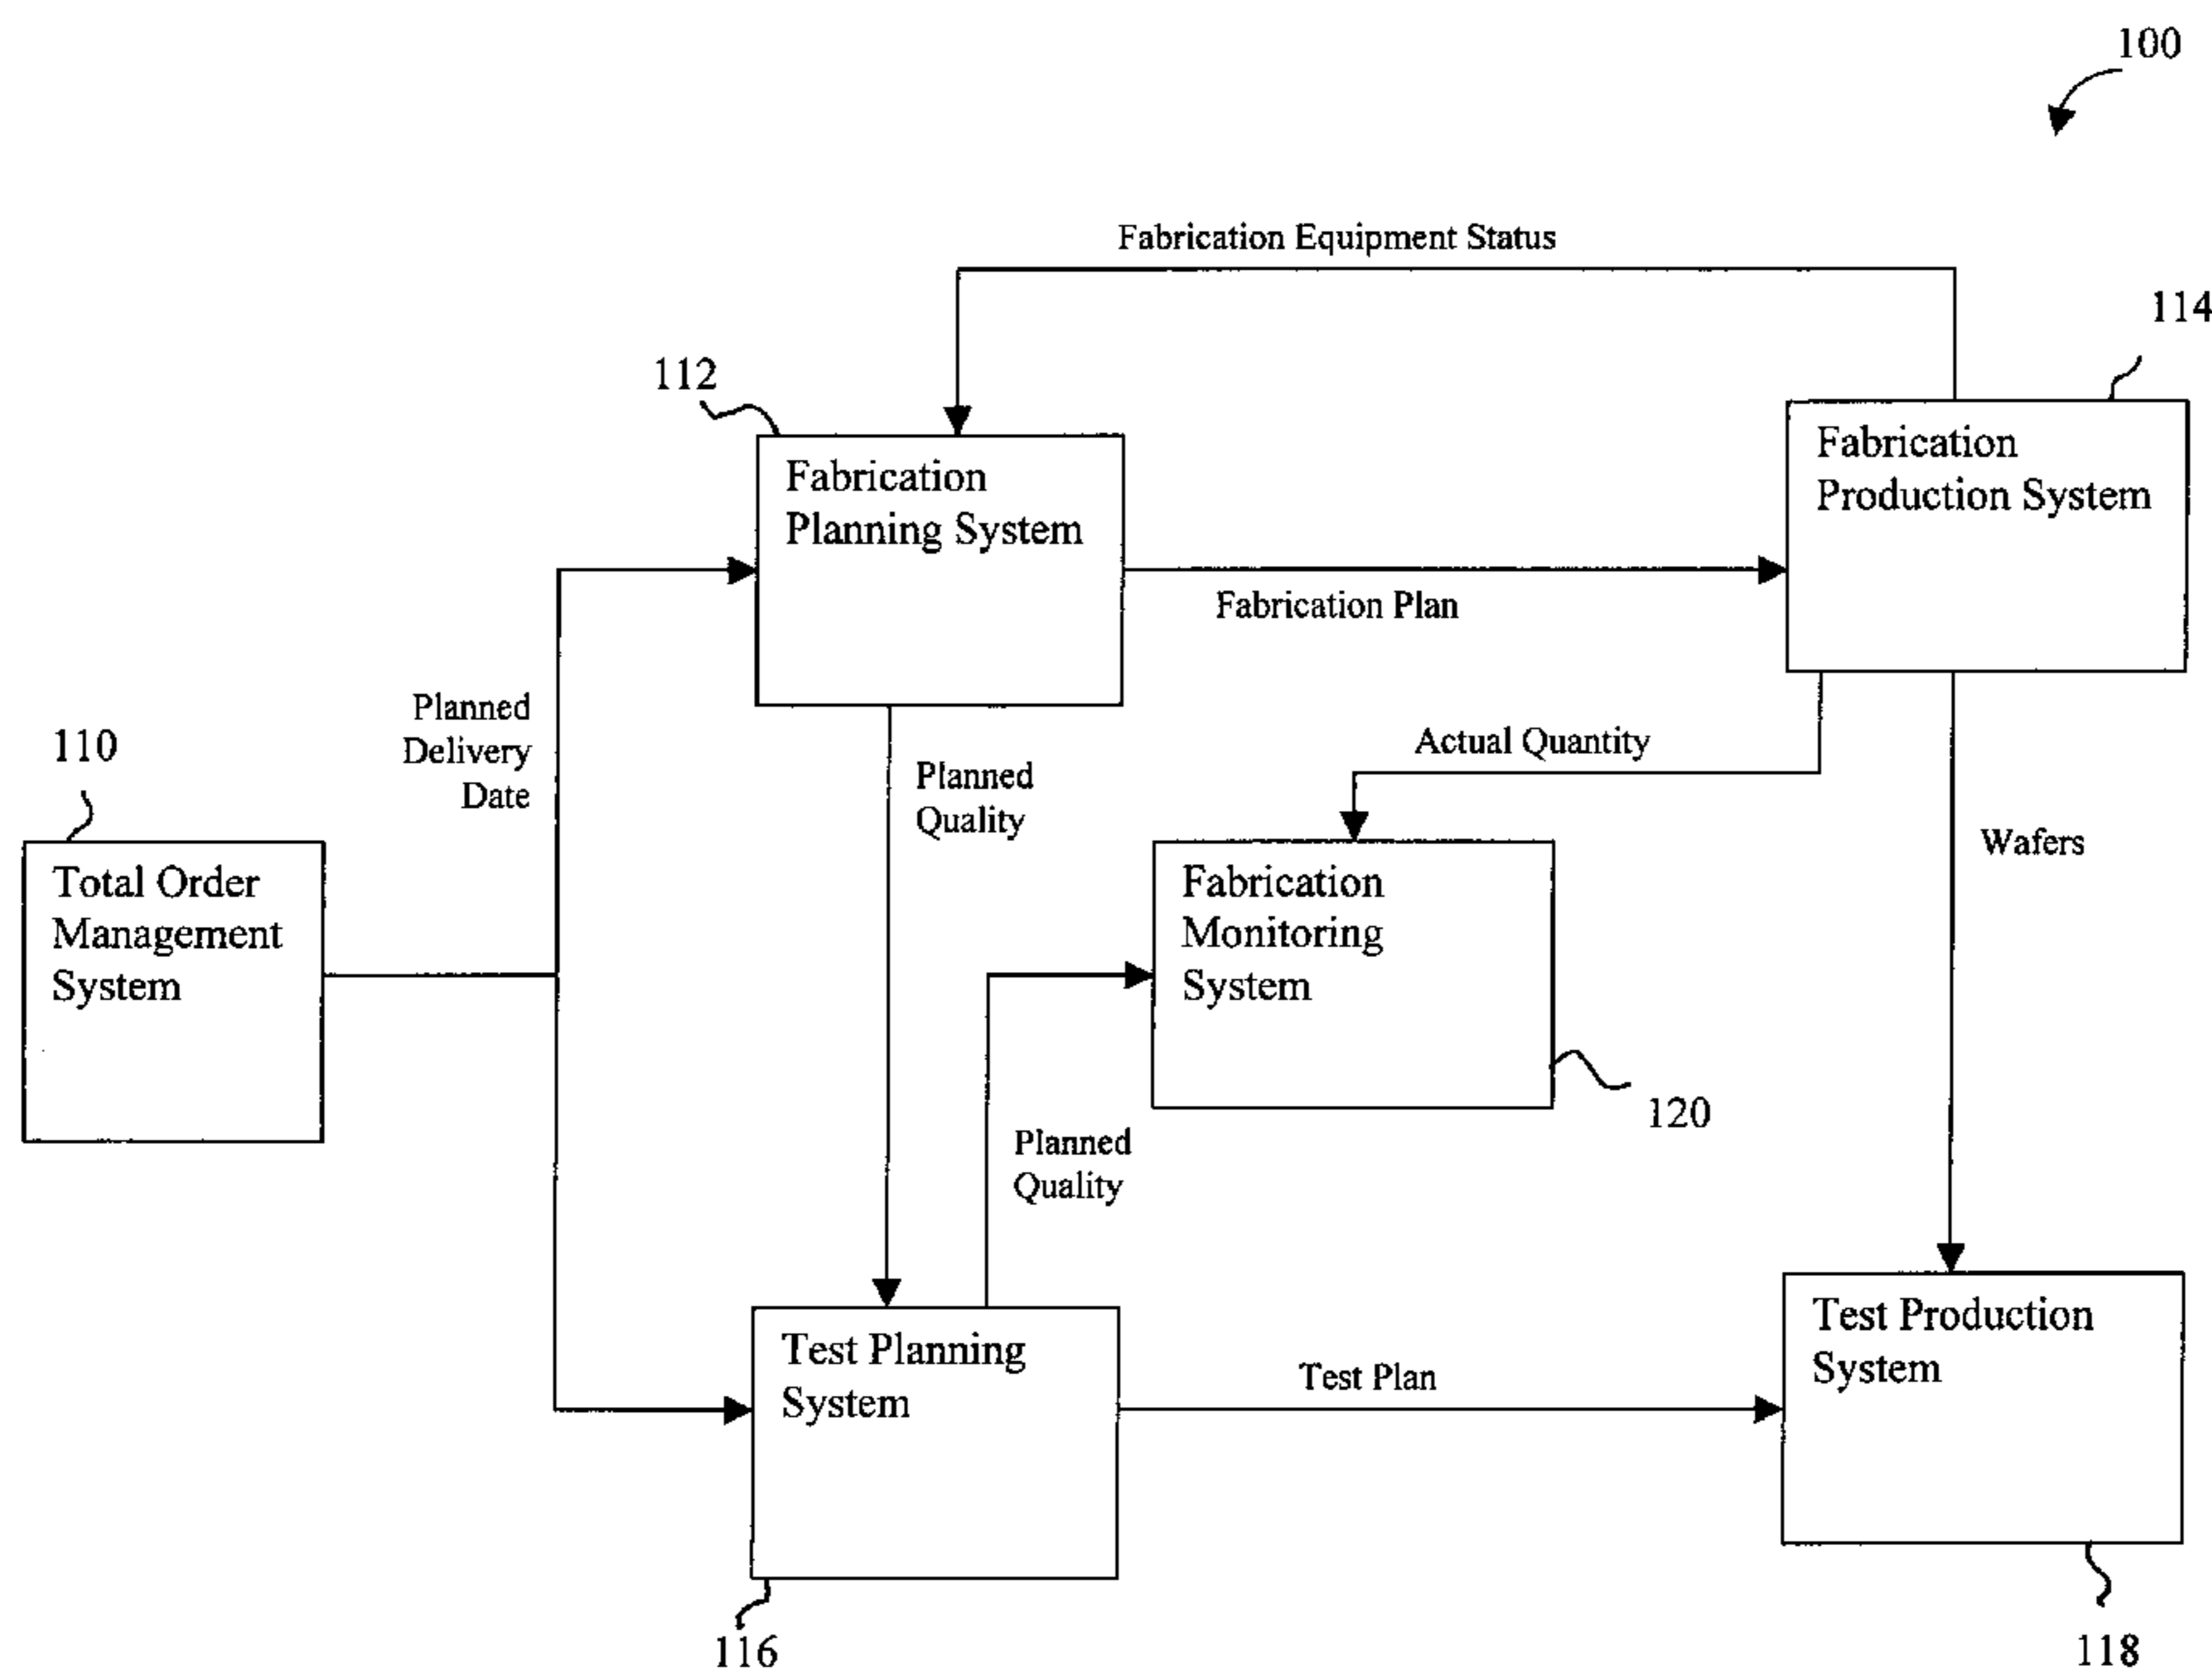 100
Fabrication Equipment Status
114
112
Fabrication
Planning System
Fabrication
Production System
Fabrication Plan
Planned
Delivery
Date
110
Planned
Quality
Actual Quantity
Wafers
Total Order
Management
System
Fabrication
Monitoring
System
120
Planned
Quality
Test Planning
System
Test Plan
Test Production
System
116
118